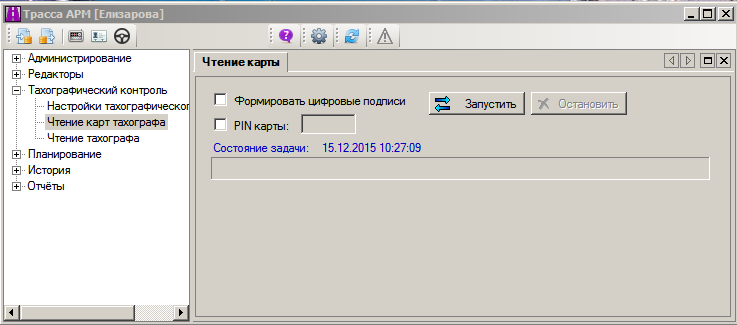 Трасса АРМ [Елизарова]
Администрирование
Редакторы
Тахографический контроль
Настройки тахографическог
Чтение карт тахографа
Чтение тахографа
Планирование
История
Отчёты
Чтение карты
Формировать цифровые подписи
Запустить
Остановить
PIN карты:
Состояние задачи: 15.12.2015 10:27:09